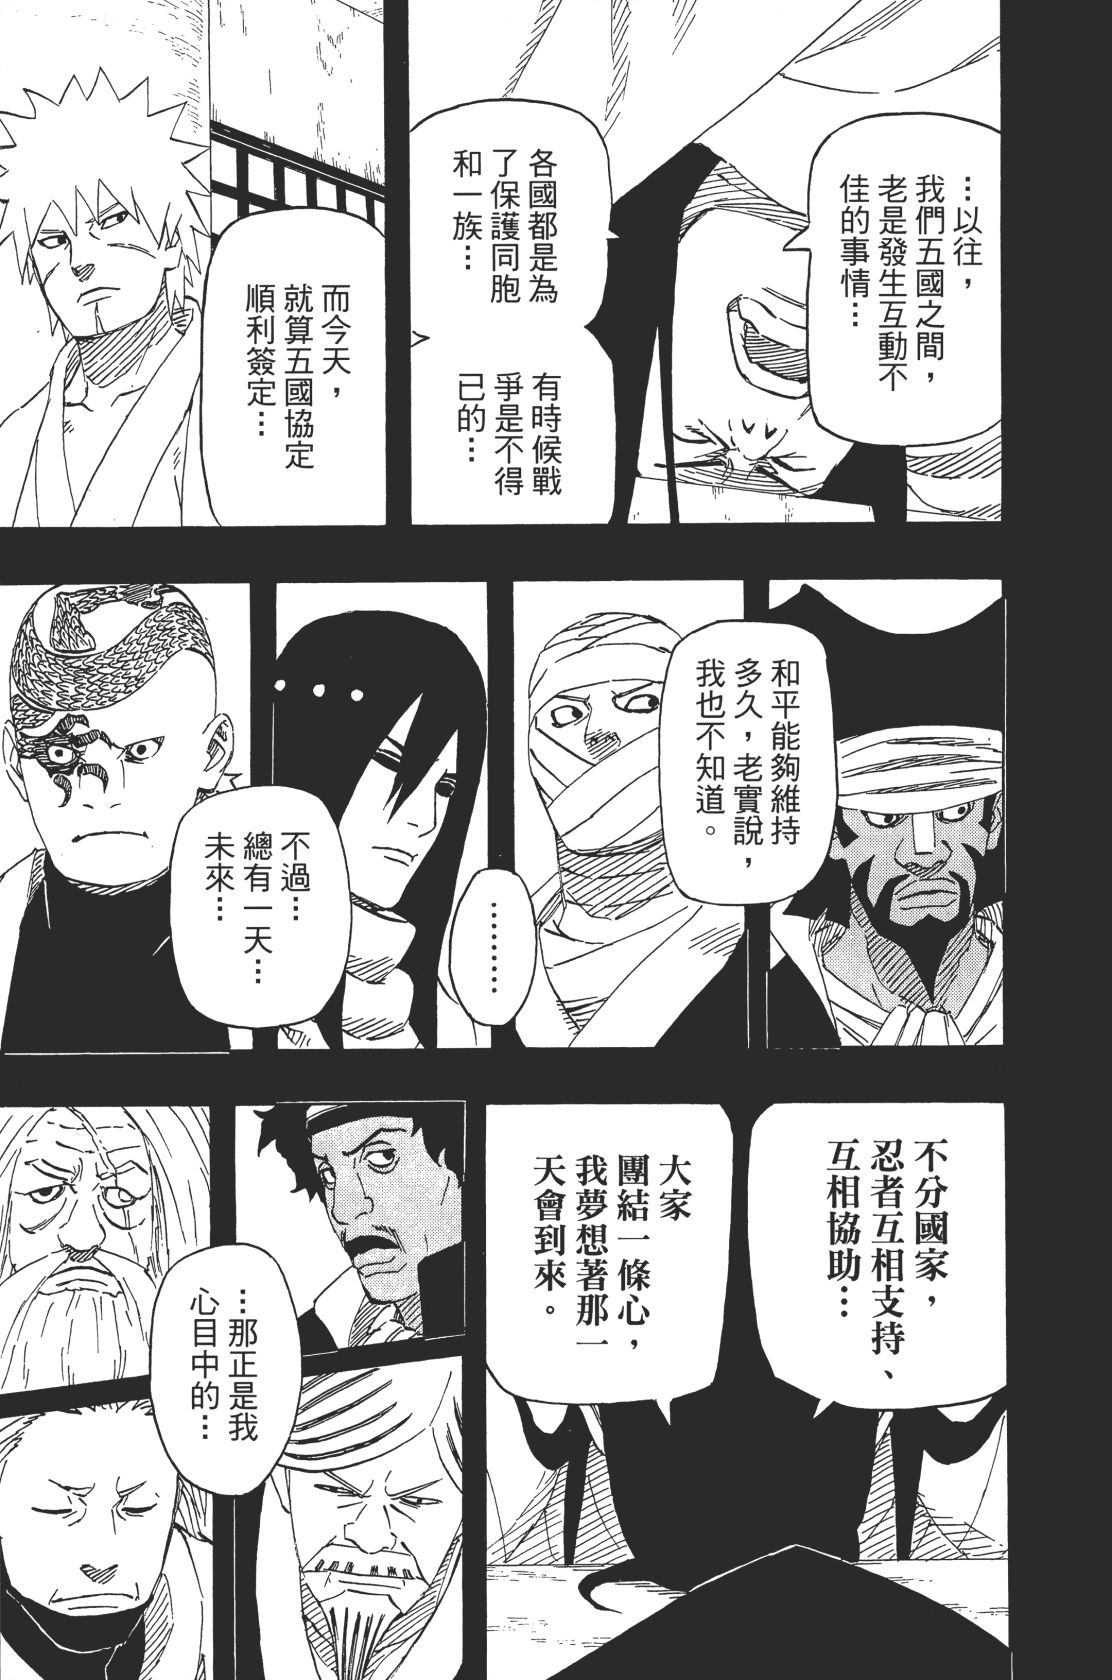 …以往，
我們五國之間，
老是發生互動不
佳的事情…
各國都是為
了保護同胞
和一族…
有時候戰
爭是不得
已的…
而今天，
就算五國協定
順利簽定…
和平能夠維持
多久，老實說，
我也不知道。
………
不過…
總有一天…
未來…
不分國家，
忍者互相支持、
互相協助…
大家
團結一條心，
我夢想著那一
天會到來。
…那正是我
心目中的…